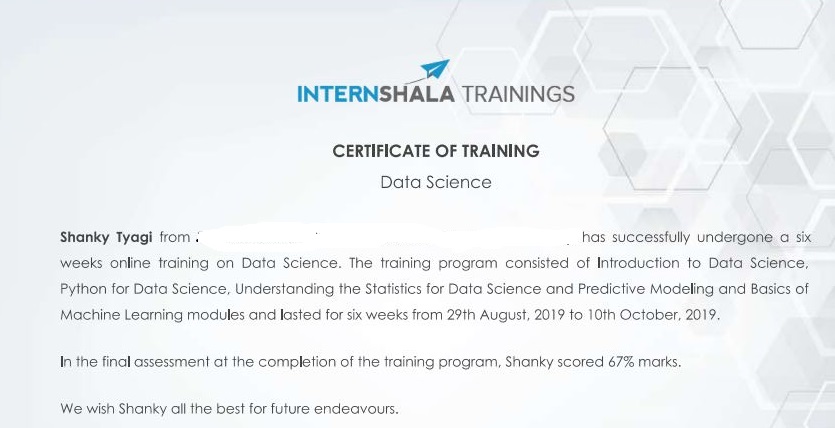 INTERNSHALA TRAININGS
CERTIFICATE OF TRAINING
Data Science
Shanky Tyagi from has successfully undergone a six
weeks online training on Data Science. The training program consisted of Introduction to Data Science,
Python for Data Science, Understanding the Statistics for Data Science and Predictive Modeling and Basics of
Machine Learning modules and lasted for six weeks from 29th August, 2019 to 10th October, 2019.
In the final assessment at the completion of the training program, Shanky scored 67% marks.
We wish Shanky all the best for future endeavours.